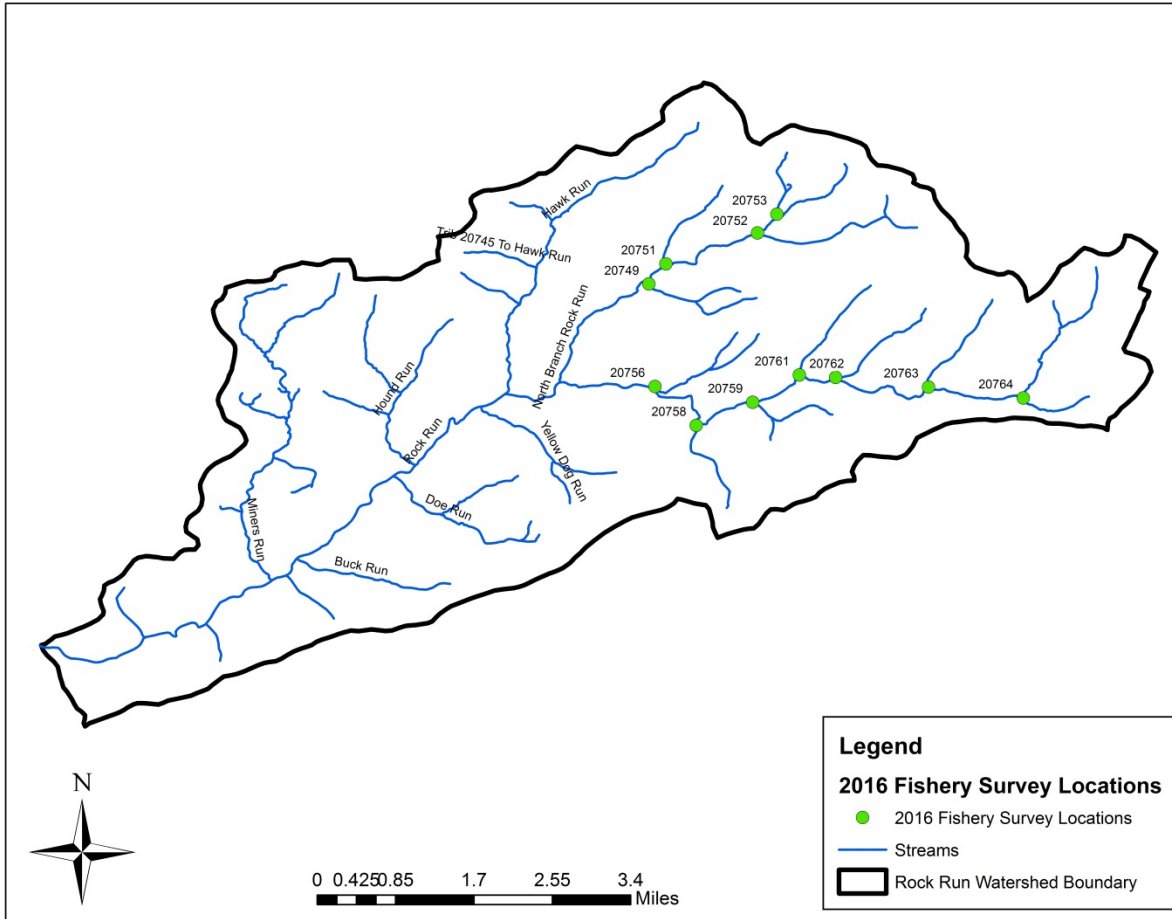 Hawk Run
20753
20752
Trib 20745 To Hawk Run
20751
20749
North Branch Rock Run
20761
20762
20756
20763
20759
20764
20758
Hound Run
Rock Run
Yellow Dog Run
Doe Run
Miners Run
Buck Run
N
0 0.425 0.85 1.7 2.55 3.4
Miles
Legend
2016 Fishery Survey Locations
2016 Fishery Survey Locations
Streams
Rock Run Watershed Boundary